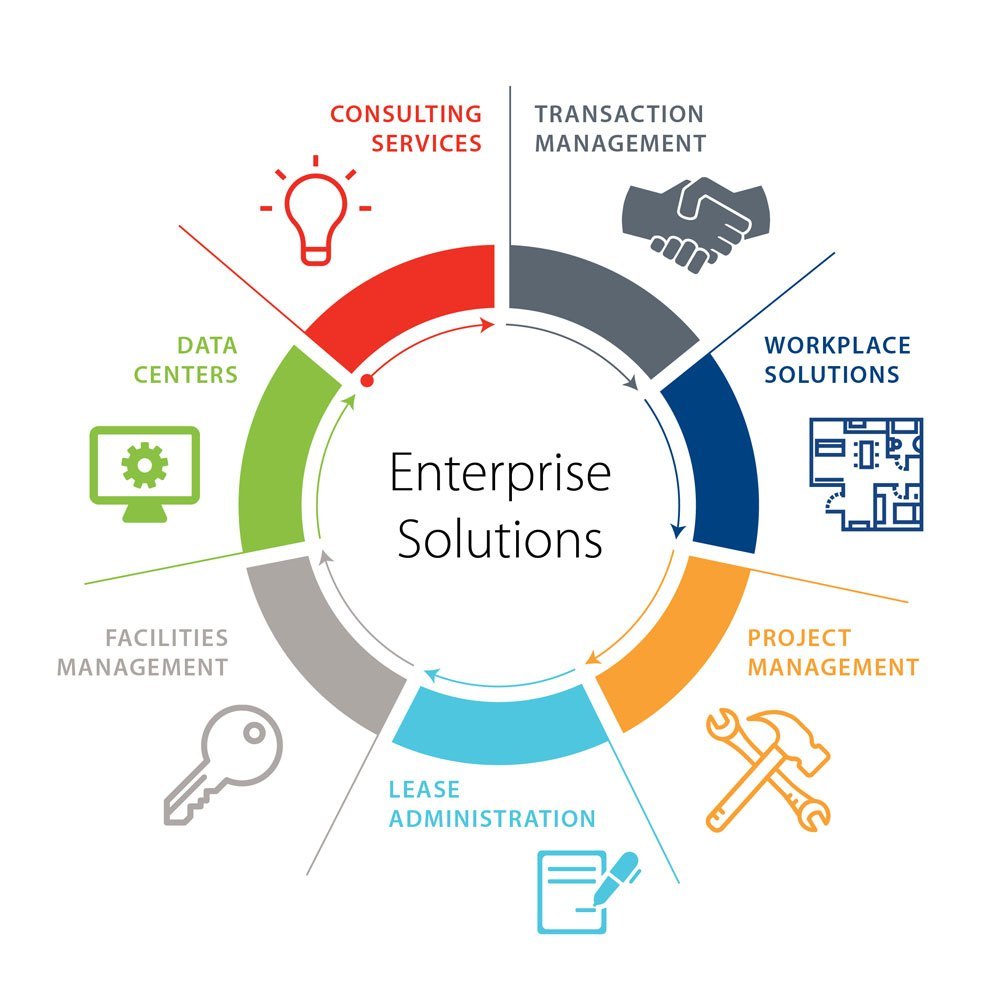 CONSULTING
SERVICES
TRANSACTION
MANAGEMENT
WORKPLACE
SOLUTIONS
PROJECT
MANAGEMENT
LEASE
ADMINISTRATION
FACILITIES
MANAGEMENT
DATA
CENTERS
Enterprise
Solutions